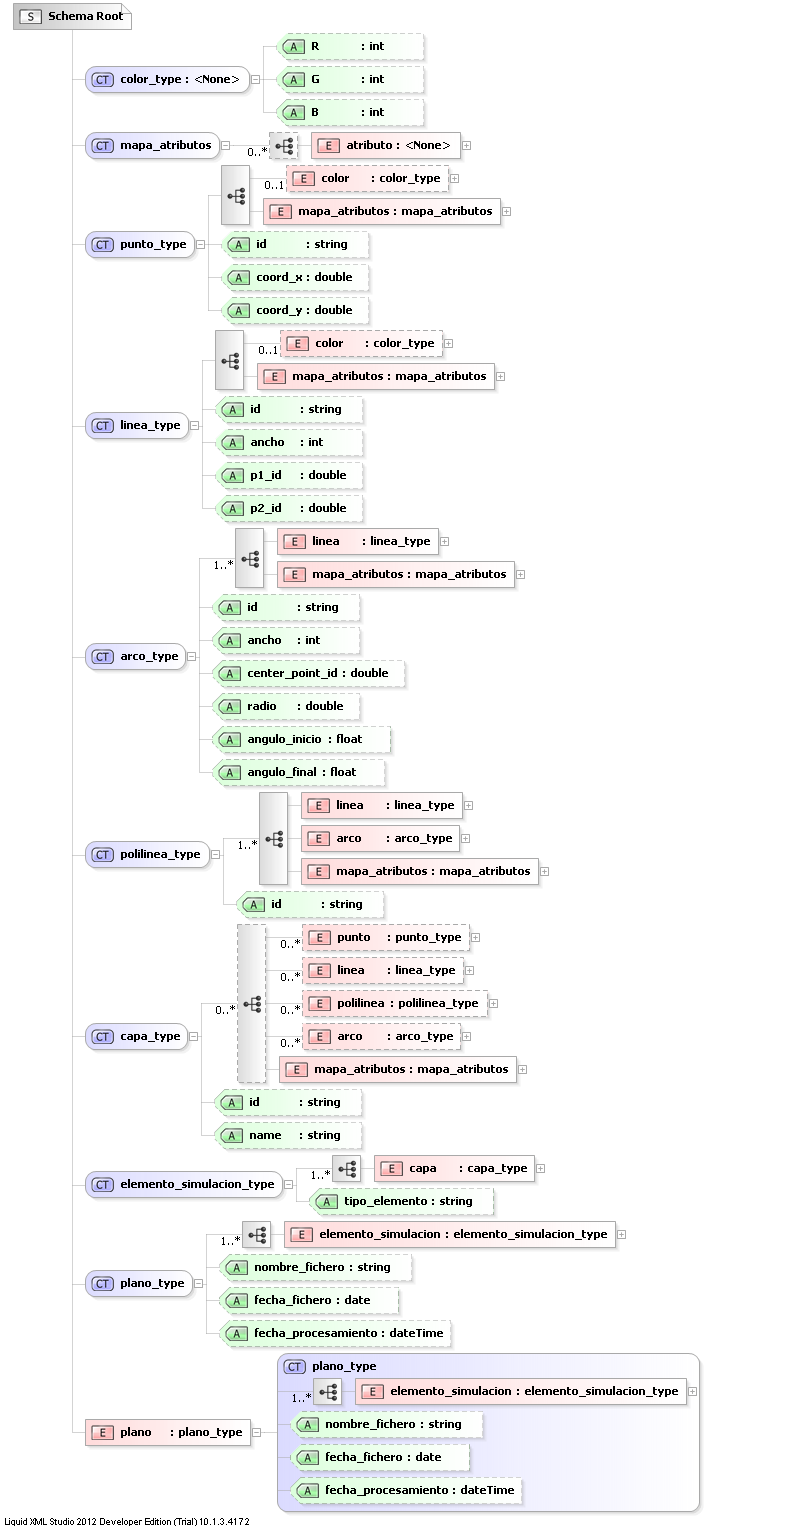 S Schema Root
CT color_type : <None>
A R : int
A G : int
A B : int
CT mapa_atributos
0..* E atributo : <None>
CT punto_type
0..1 E color : color_type
E mapa_atributos : mapa_atributos
A id : string
A coord_x : double
A coord_y : double
CT linea_type
0..1 E color : color_type
E mapa_atributos : mapa_atributos
A id : string
A ancho : int
A p1_id : double
A p2_id : double
CT arco_type
1..*
E linea : linea_type
E mapa_atributos : mapa_atributos
A id : string
A ancho : int
A center_point_id : double
A radio : double
A angulo_inicio : float
A angulo_final : float
CT polilinea_type
1..*
E linea : linea_type
E arco : arco_type
E mapa_atributos : mapa_atributos
A id : string
CT capa_type
0..*
0..* E punto : punto_type
0..* E linea : linea_type
0..* E polilinea : polilinea_type
0..* E arco : arco_type
E mapa_atributos : mapa_atributos
A id : string
A name : string
CT elemento_simulacion_type
1..* E capa : capa_type
A tipo_elemento : string
CT plano_type
1..* E elemento_simulacion : elemento_simulacion_type
A nombre_fichero : string
A fecha_fichero : date
A fecha_procesamiento : dateTime
E plano : plano_type
CT plano_type
1..* E elemento_simulacion : elemento_simulacion_type
A nombre_fichero : string
A fecha_fichero : date
A fecha_procesamiento : dateTime
Liquid XML Studio 2012 Developer Edition (Trial) 10.1.3.4172